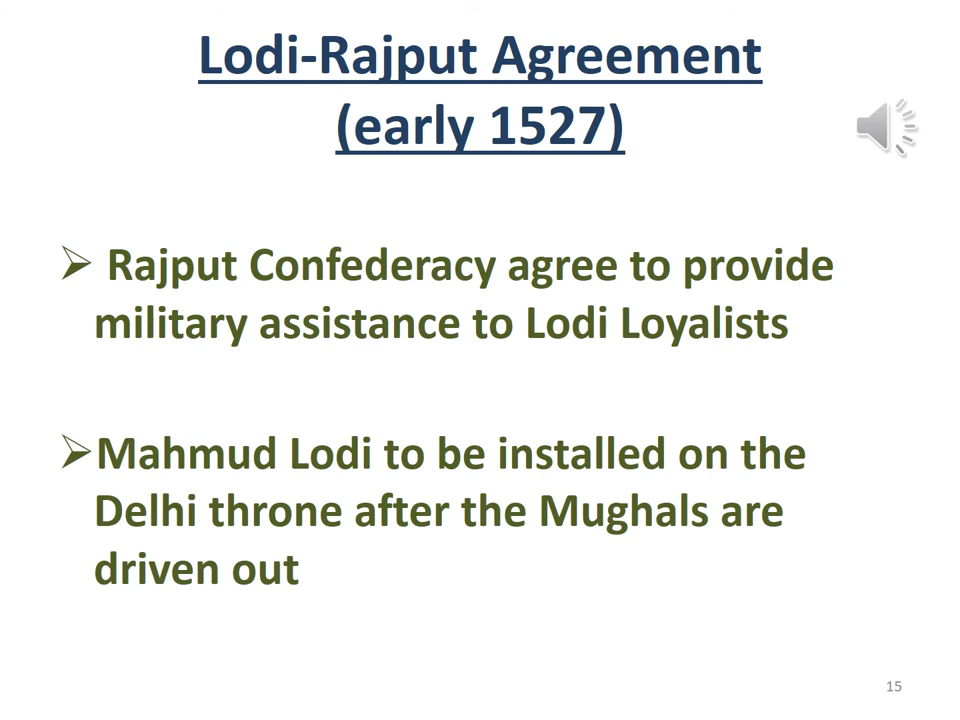 Lodi-Rajput Agreement
(early 1527)
➢ Rajput Confederacy agree to provide
military assistance to Lodi Loyalists
➢Mahmud Lodi to be installed on the
Delhi throne after the Mughals are
driven out
15